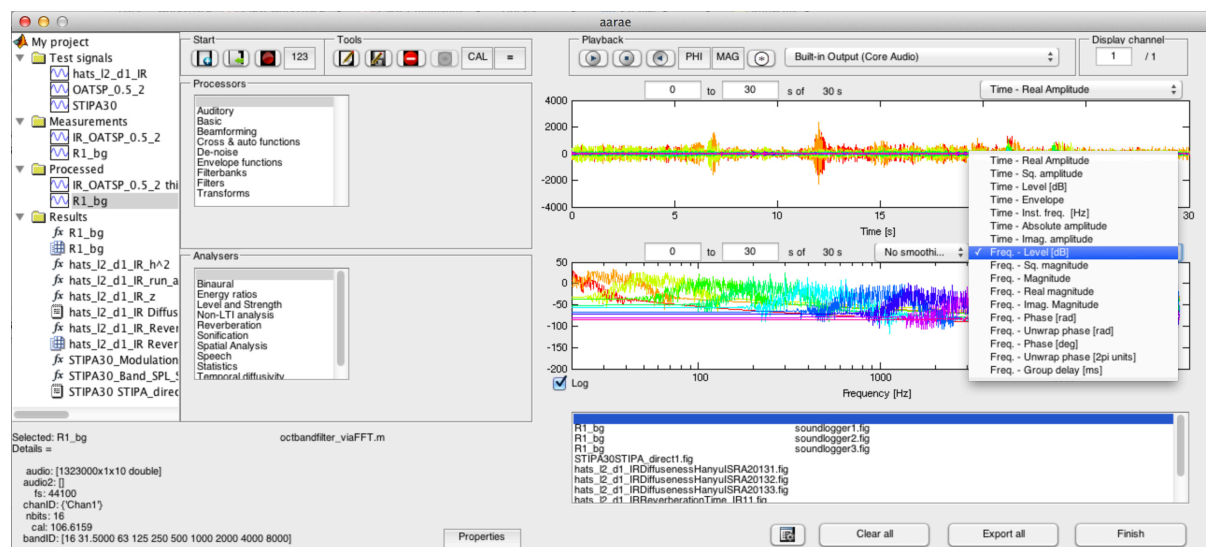 aarae
My project
Test signals
hats_l2_d1_IR
OATSP_0.5_2
STIPA30
Measurements
IR_OATSP_0.5_2
R1_bg
Processed
IR_OATSP_0.5_2 thi
R1_bg
Results
R1_bg
R1_bg
hats_l2_d1_IR_h^2
hats_l2_d1_IR_run_a
hats_l2_d1_IR_z
hats_l2_d1_IR Diffus
hats_l2_d1_IR_Rever
hats_l2_d1_IR Rever
STIPA30_Modulation
STIPA30_Band_SPL_S
STIPA30 STIPA_direc
Start
123
Tools
CAL =
Processors
Auditory
Basic
Beamforming
Cross & auto functions
De-noise
Envelope functions
Filterbanks
Filters
Transforms
Analysers
Binaural
Energy ratios
Level and Strength
Non-LTI analysis
Reverberation
Sonification
Spatial Analysis
Speech
Statistics
Temporal diffusivity
Playback
PHI MAG (*) Built-in Output (Core Audio)
Display channel
1 / 1
0 to 30 s of 30 s Time - Real Amplitude
4000
2000
0
-2000
-4000
0 5 10 15 30
Time [s]
0 to 30 s of 30 s No smoothi...
Time - Real Amplitude
Time - Sq. amplitude
Time - Level [dB]
Time - Envelope
Time - Inst. freq. [Hz]
Time - Absolute amplitude
Time - Imag. amplitude
✓ Freq. - Level [dB]
Freq. - Sq. magnitude
Freq. - Magnitude
Freq. - Real magnitude
Freq. - Imag. Magnitude
Freq. - Phase [rad]
Freq. - Unwrap phase [rad]
Freq. - Phase [deg]
Freq. - Unwrap phase [2pi units]
Freq. - Group delay [ms]
50
0
-50
-100
-150
-200
100 1000
Log
Frequency [Hz]
R1_bg soundlogger1.fig
R1_bg soundlogger2.fig
R1_bg soundlogger3.fig
STIPA30STIPA_direct1.fig
hats_l2_d1_IRDiffusenessHanyuISRA20131.fig
hats_l2_d1_IRDiffusenessHanyuISRA20132.fig
hats_l2_d1_IRDiffusenessHanyuISRA20133.fig
hats_l2_d1_IRReverberationTime_IR11.fig
Selected: R1_bg octbandfilter_viaFFT.m
Details =
audio: [1323000x1x10 double]
audio2: []
fs: 44100
chanID: {'Chan1'}
nbits: 16
cal: 106.6159
bandID: [16 31.5000 63 125 250 500 1000 2000 4000 8000]
Properties
Clear all Export all Finish